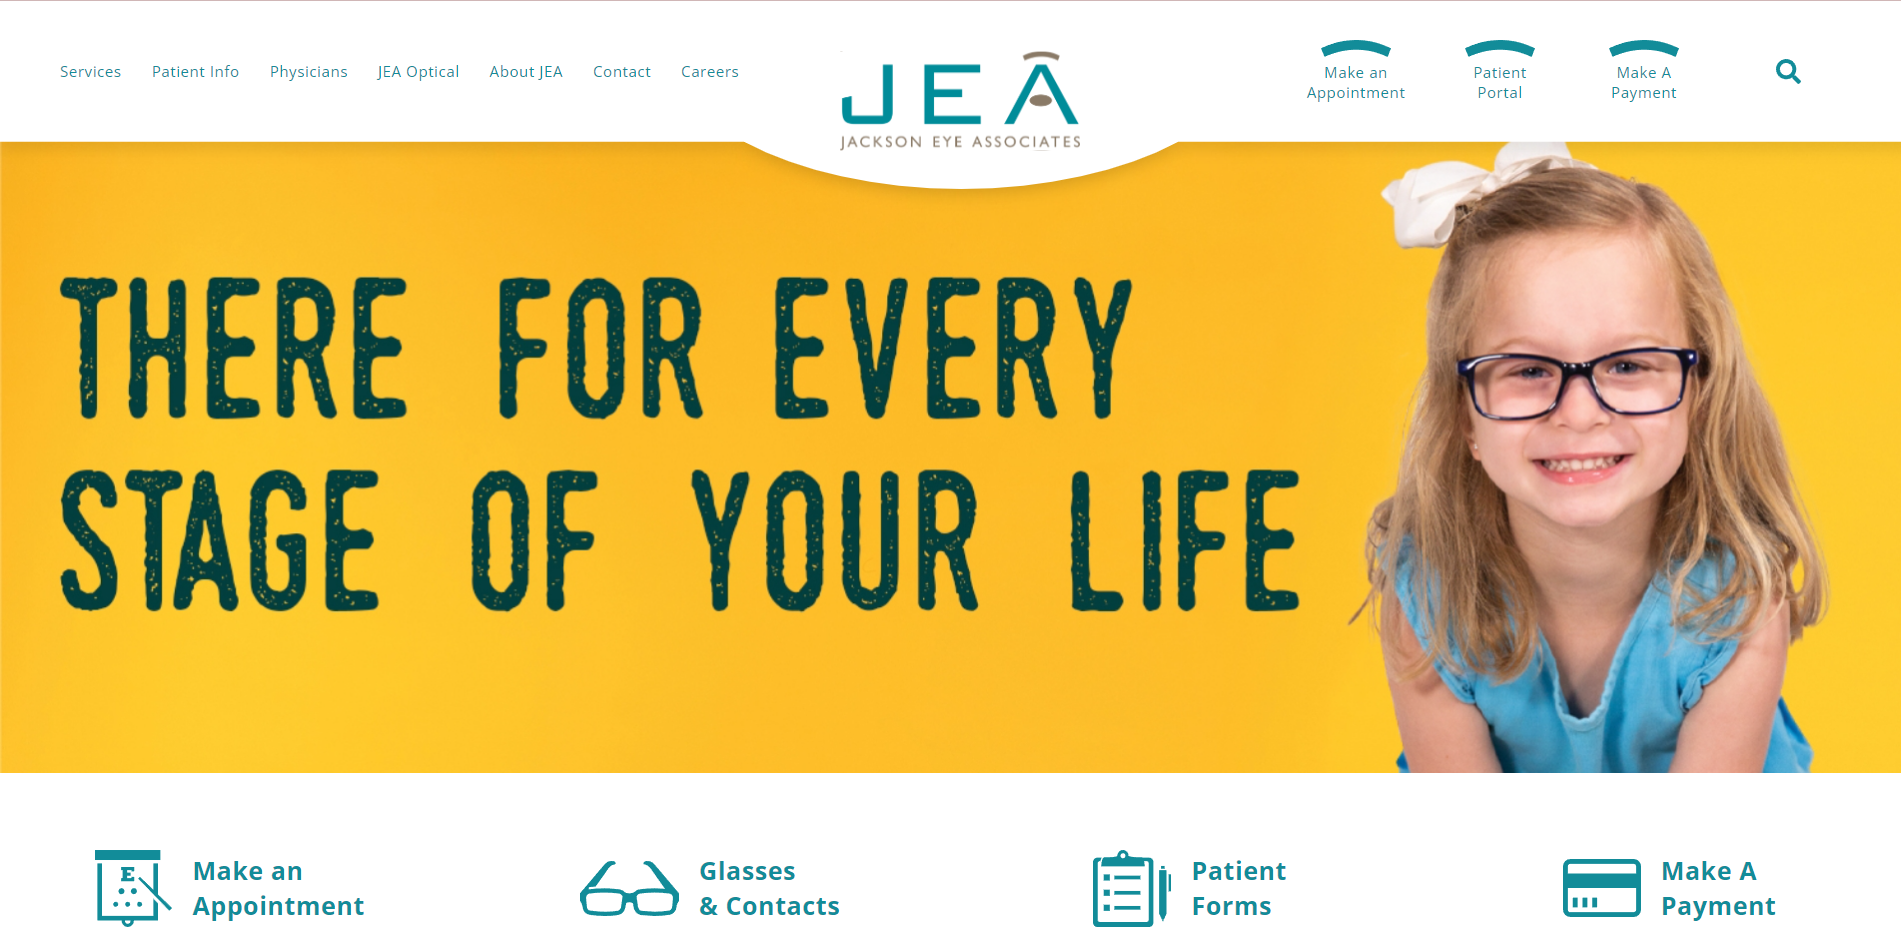 Services Patient Info Physicians JEA Optical About JEA Contact Careers
JEA
JACKSON EYE ASSOCIATES
Make an
Appointment
Patient
Portal
Make A
Payment
THERE FOR EVERY
STAGE OF YOUR LIFE
E
Make an
Appointment
Glasses
& Contacts
Patient
Forms
Make A
Payment